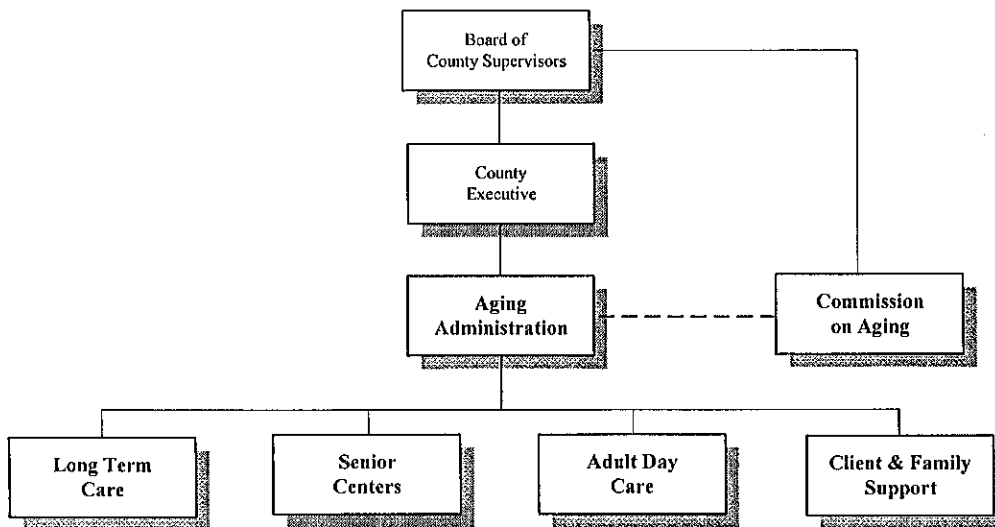 Board of
County Supervisors
County
Executive
Aging
Administration
Commission
on Aging
Long Term
Care
Senior
Centers
Adult Day
Care
Client & Family
Support